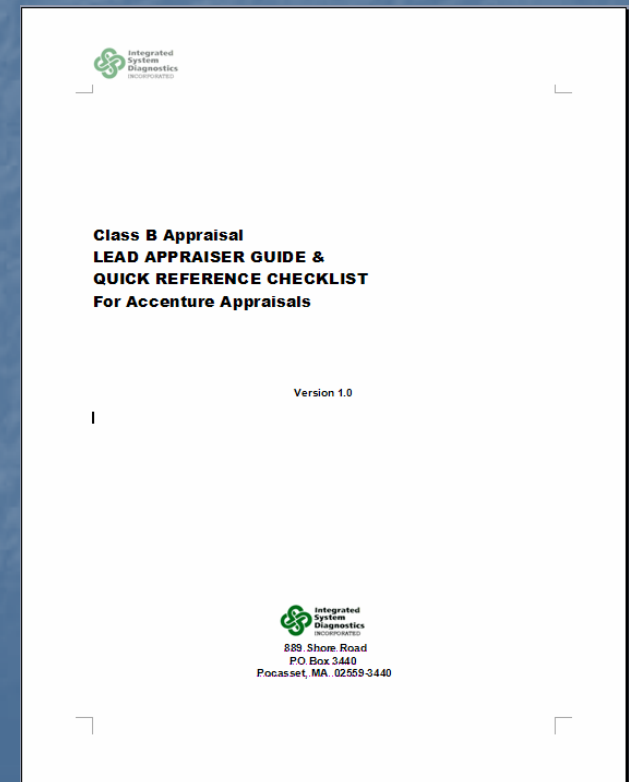 Integrated
System
Diagnostics
INCORPORATED
Class B Appraisal
LEAD APPRAISER GUIDE &
QUICK REFERENCE CHECKLIST
For Accenture Appraisals
Version 1.0
Integrated
System
Diagnostics
INCORPORATED
889 Shore Road
P.O. Box 3440
Pocasset, MA. 02559-3440